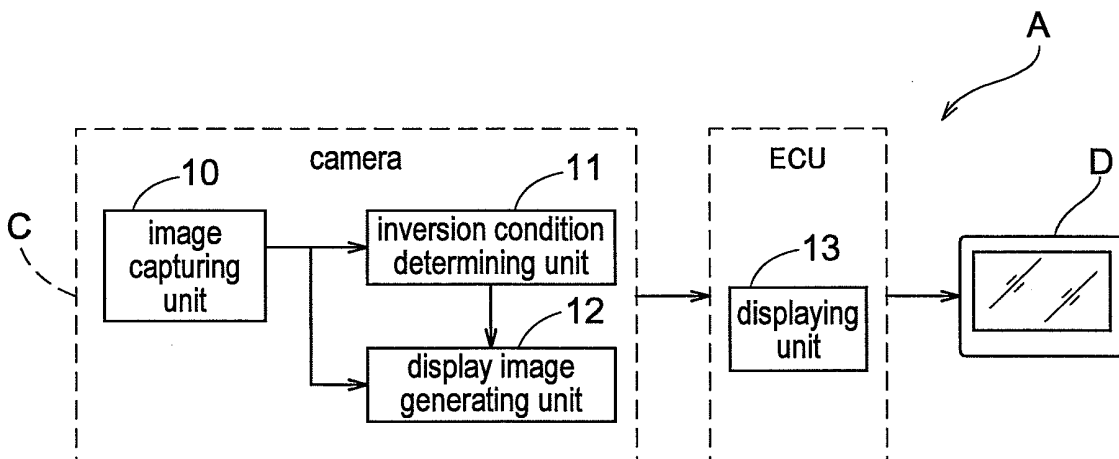 A
camera
ECU
10
11
D
C
image
capturing
unit
inversion condition
determining unit
13
12
displaying
unit
display image
generating unit